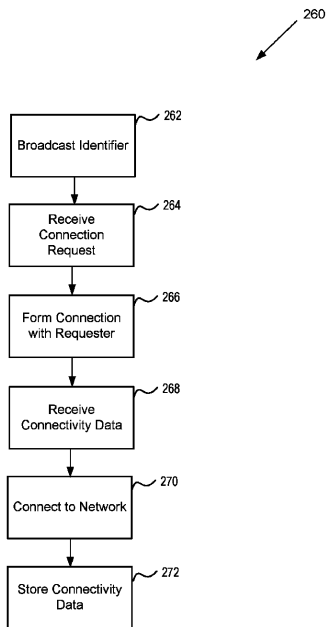 260
262
Broadcast Identifier
264
Receive
Connection
Request
266
Form Connection
with Requester
268
Receive
Connectivity Data
270
Connect to Network
272
Store Connectivity
Data